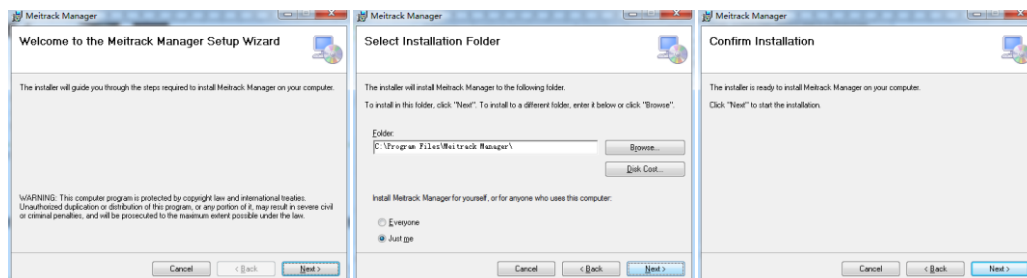 Meitrack Manager
Welcome to the Meitrack Manager Setup Wizard
The installer will guide you through the steps required to install Meitrack Manager on your computer.
WARNING: This computer program is protected by copyright law and international treaties.
Unauthorized duplication or distribution of this program, or any portion of it, may result in severe civil
or criminal penalties, and will be prosecuted to the maximum extent possible under the law.
Cancel
< Back
Next >
Meitrack Manager
Select Installation Folder
The installer will install Meitrack Manager to the following folder.
To install in this folder, click "Next". To install to a different folder, enter it below or click "Browse".
Folder:
C:\Program Files\Meitrack Manager\
Browse...
Disk Cost...
Install Meitrack Manager for yourself, or for anyone who uses this computer:
Everyone
Just me
Cancel
< Back
Next >
Meitrack Manager
Confirm Installation
The installer is ready to install Meitrack Manager on your computer.
Click "Next" to start the installation.
Cancel
< Back
Next >